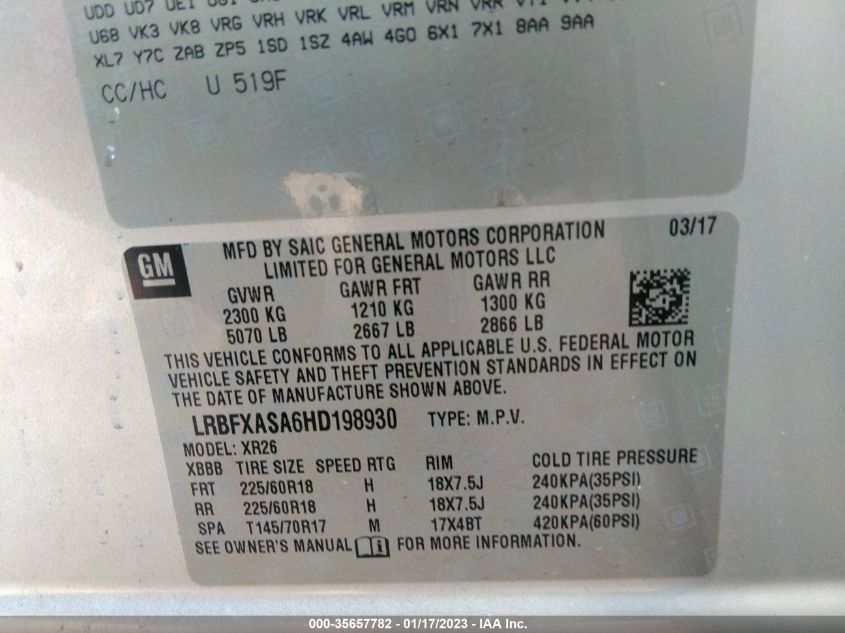 UDD UD7 UE1
U68 VK3 VK8 VRG VRH VRK VRL VRM VRN VRR
XL7 Y7C ZAB ZP5 1SD 1SZ 4AW 4GO 6X1 7X1 8AA 9AA
CC/HC U 519F
GM
MFD BY SAIC GENERAL MOTORS CORPORATION 03/17
LIMITED FOR GENERAL MOTORS LLC
GVWR GAWR FRT GAWR RR
2300 KG 1210 KG 1300 KG
5070 LB 2667 LB 2866 LB
THIS VEHICLE CONFORMS TO ALL APPLICABLE U.S. FEDERAL MOTOR
VEHICLE SAFETY AND THEFT PREVENTION STANDARDS IN EFFECT ON
THE DATE OF MANUFACTURE SHOWN ABOVE.
LRBFXASA6HD198930 TYPE: M.P.V.
MODEL: XR26
XBBB TIRE SIZE SPEED RTG RIM COLD TIRE PRESSURE
FRT 225/60R18 H 18X7.5J 240KPA(35PSI)
RR 225/60R18 H 18X7.5J 240KPA(35PSI)
SPA T145/70R17 M 17X4BT 420KPA(60PSI)
SEE OWNER'S MANUAL FOR MORE INFORMATION.
000-35657782 - 01/17/2023 - IAA Inc.